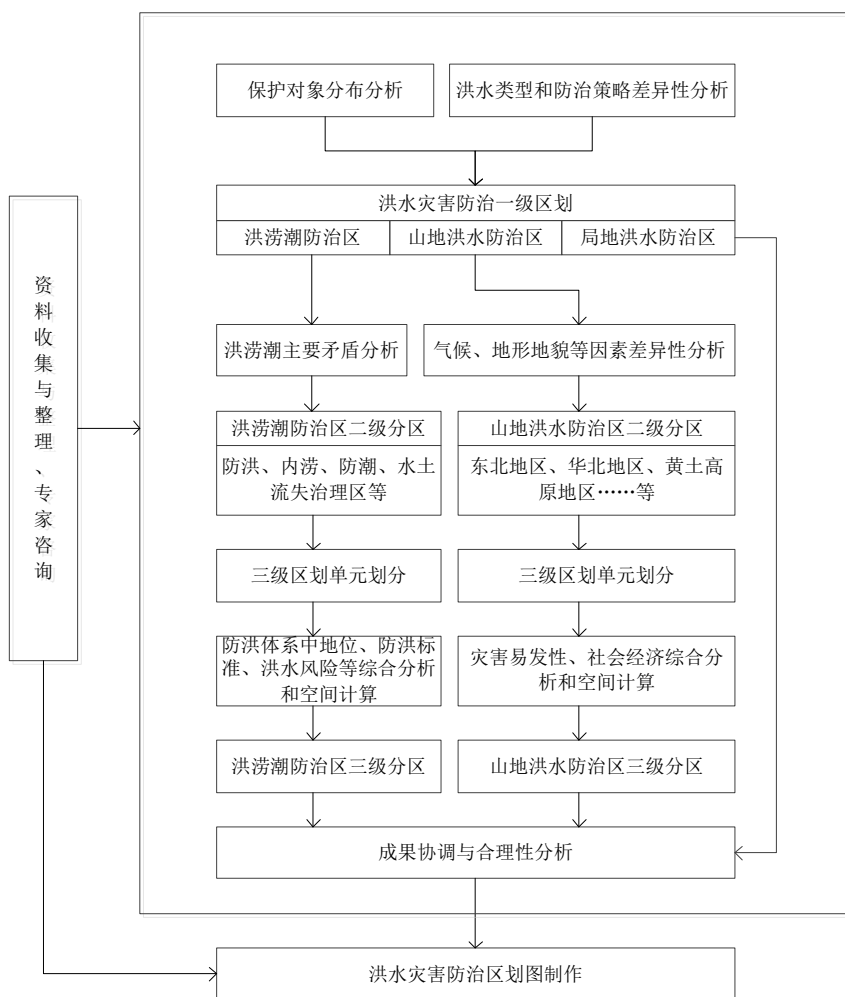 保护对象分布分析
洪水类型和防治策略差异性分析
洪水灾害防治一级区划
洪涝潮防治区
山地洪水防治区
局地洪水防治区
资料收集与整理、专家咨询
洪涝潮主要矛盾分析
气候、地形地貌等因素差异性分析
洪涝潮防治区二级分区
防洪、内涝、防潮、水土
流失治理区等
山地洪水防治区二级分区
东北地区、华北地区、黄土高
原地区······等
三级区划单元划分
三级区划单元划分
防洪体系中地位、防洪标
准、洪水风险等综合分析
和空间计算
灾害易发性、社会经济综合分
析和空间计算
洪涝潮防治区三级分区
山地洪水防治区三级分区
成果协调与合理性分析
洪水灾害防治区划图制作